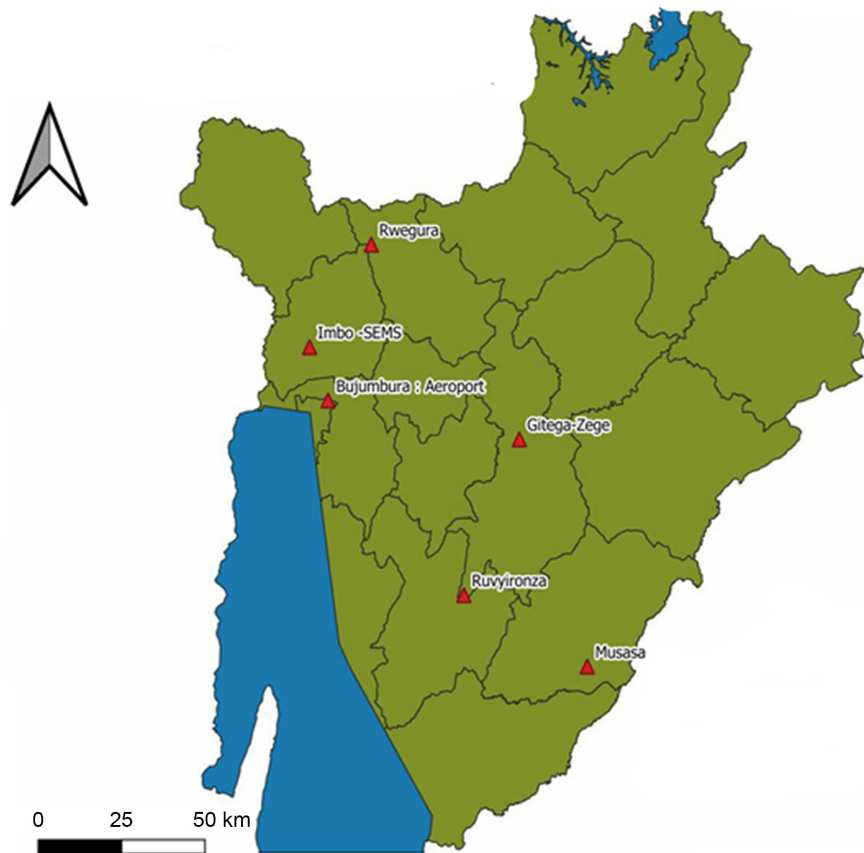 Rwegura
Imbo -SEMS
Bujumbura : Aeroport
Gitega-Zege
Ruvyironza
Musasa
0 25 50 km